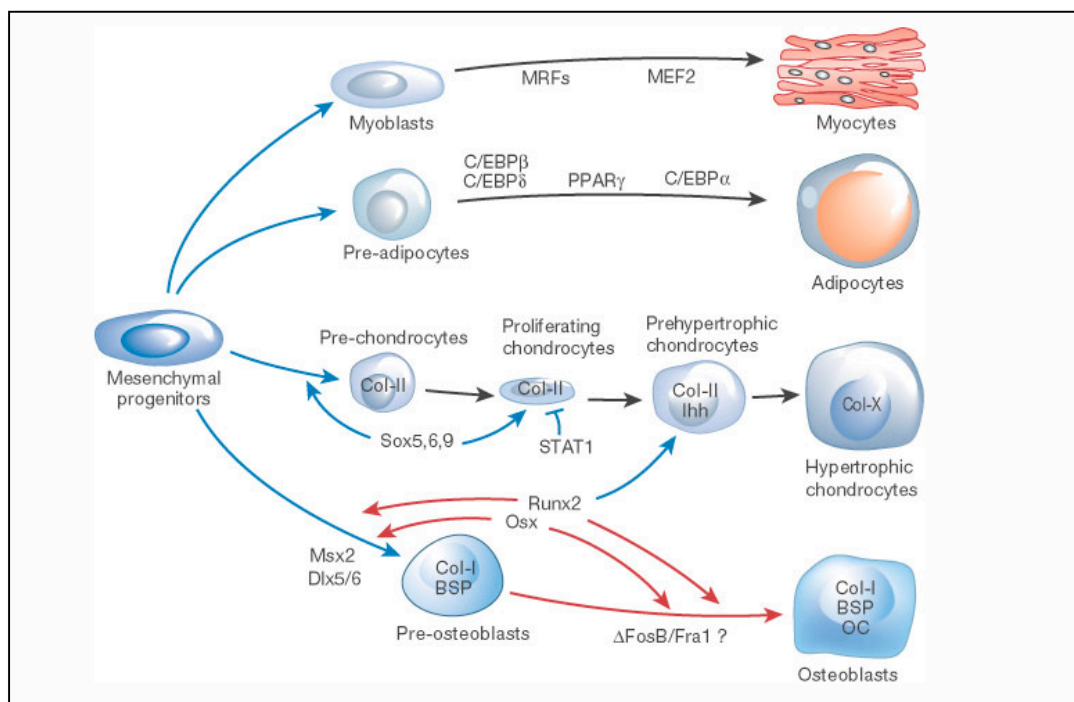 MRFs
MEF2
Myoblasts
Myocytes
C/EBPβ
C/EBPδ
PPARγ
C/EBPα
Pre-adipocytes
Adipocytes
Mesenchymal
progenitors
Pre-chondrocytes
Col-II
Proliferating
chondrocytes
Col-II
Prehypertrophic
chondrocytes
Col-II
Ihh
Col-X
Hypertrophic
chondrocytes
Sox5,6,9
STAT1
Runx2
Osx
Msx2
Dlx5/6
Col-I
BSP
Pre-osteoblasts
ΔFosB/Fra1 ?
Col-I
BSP
OC
Osteoblasts